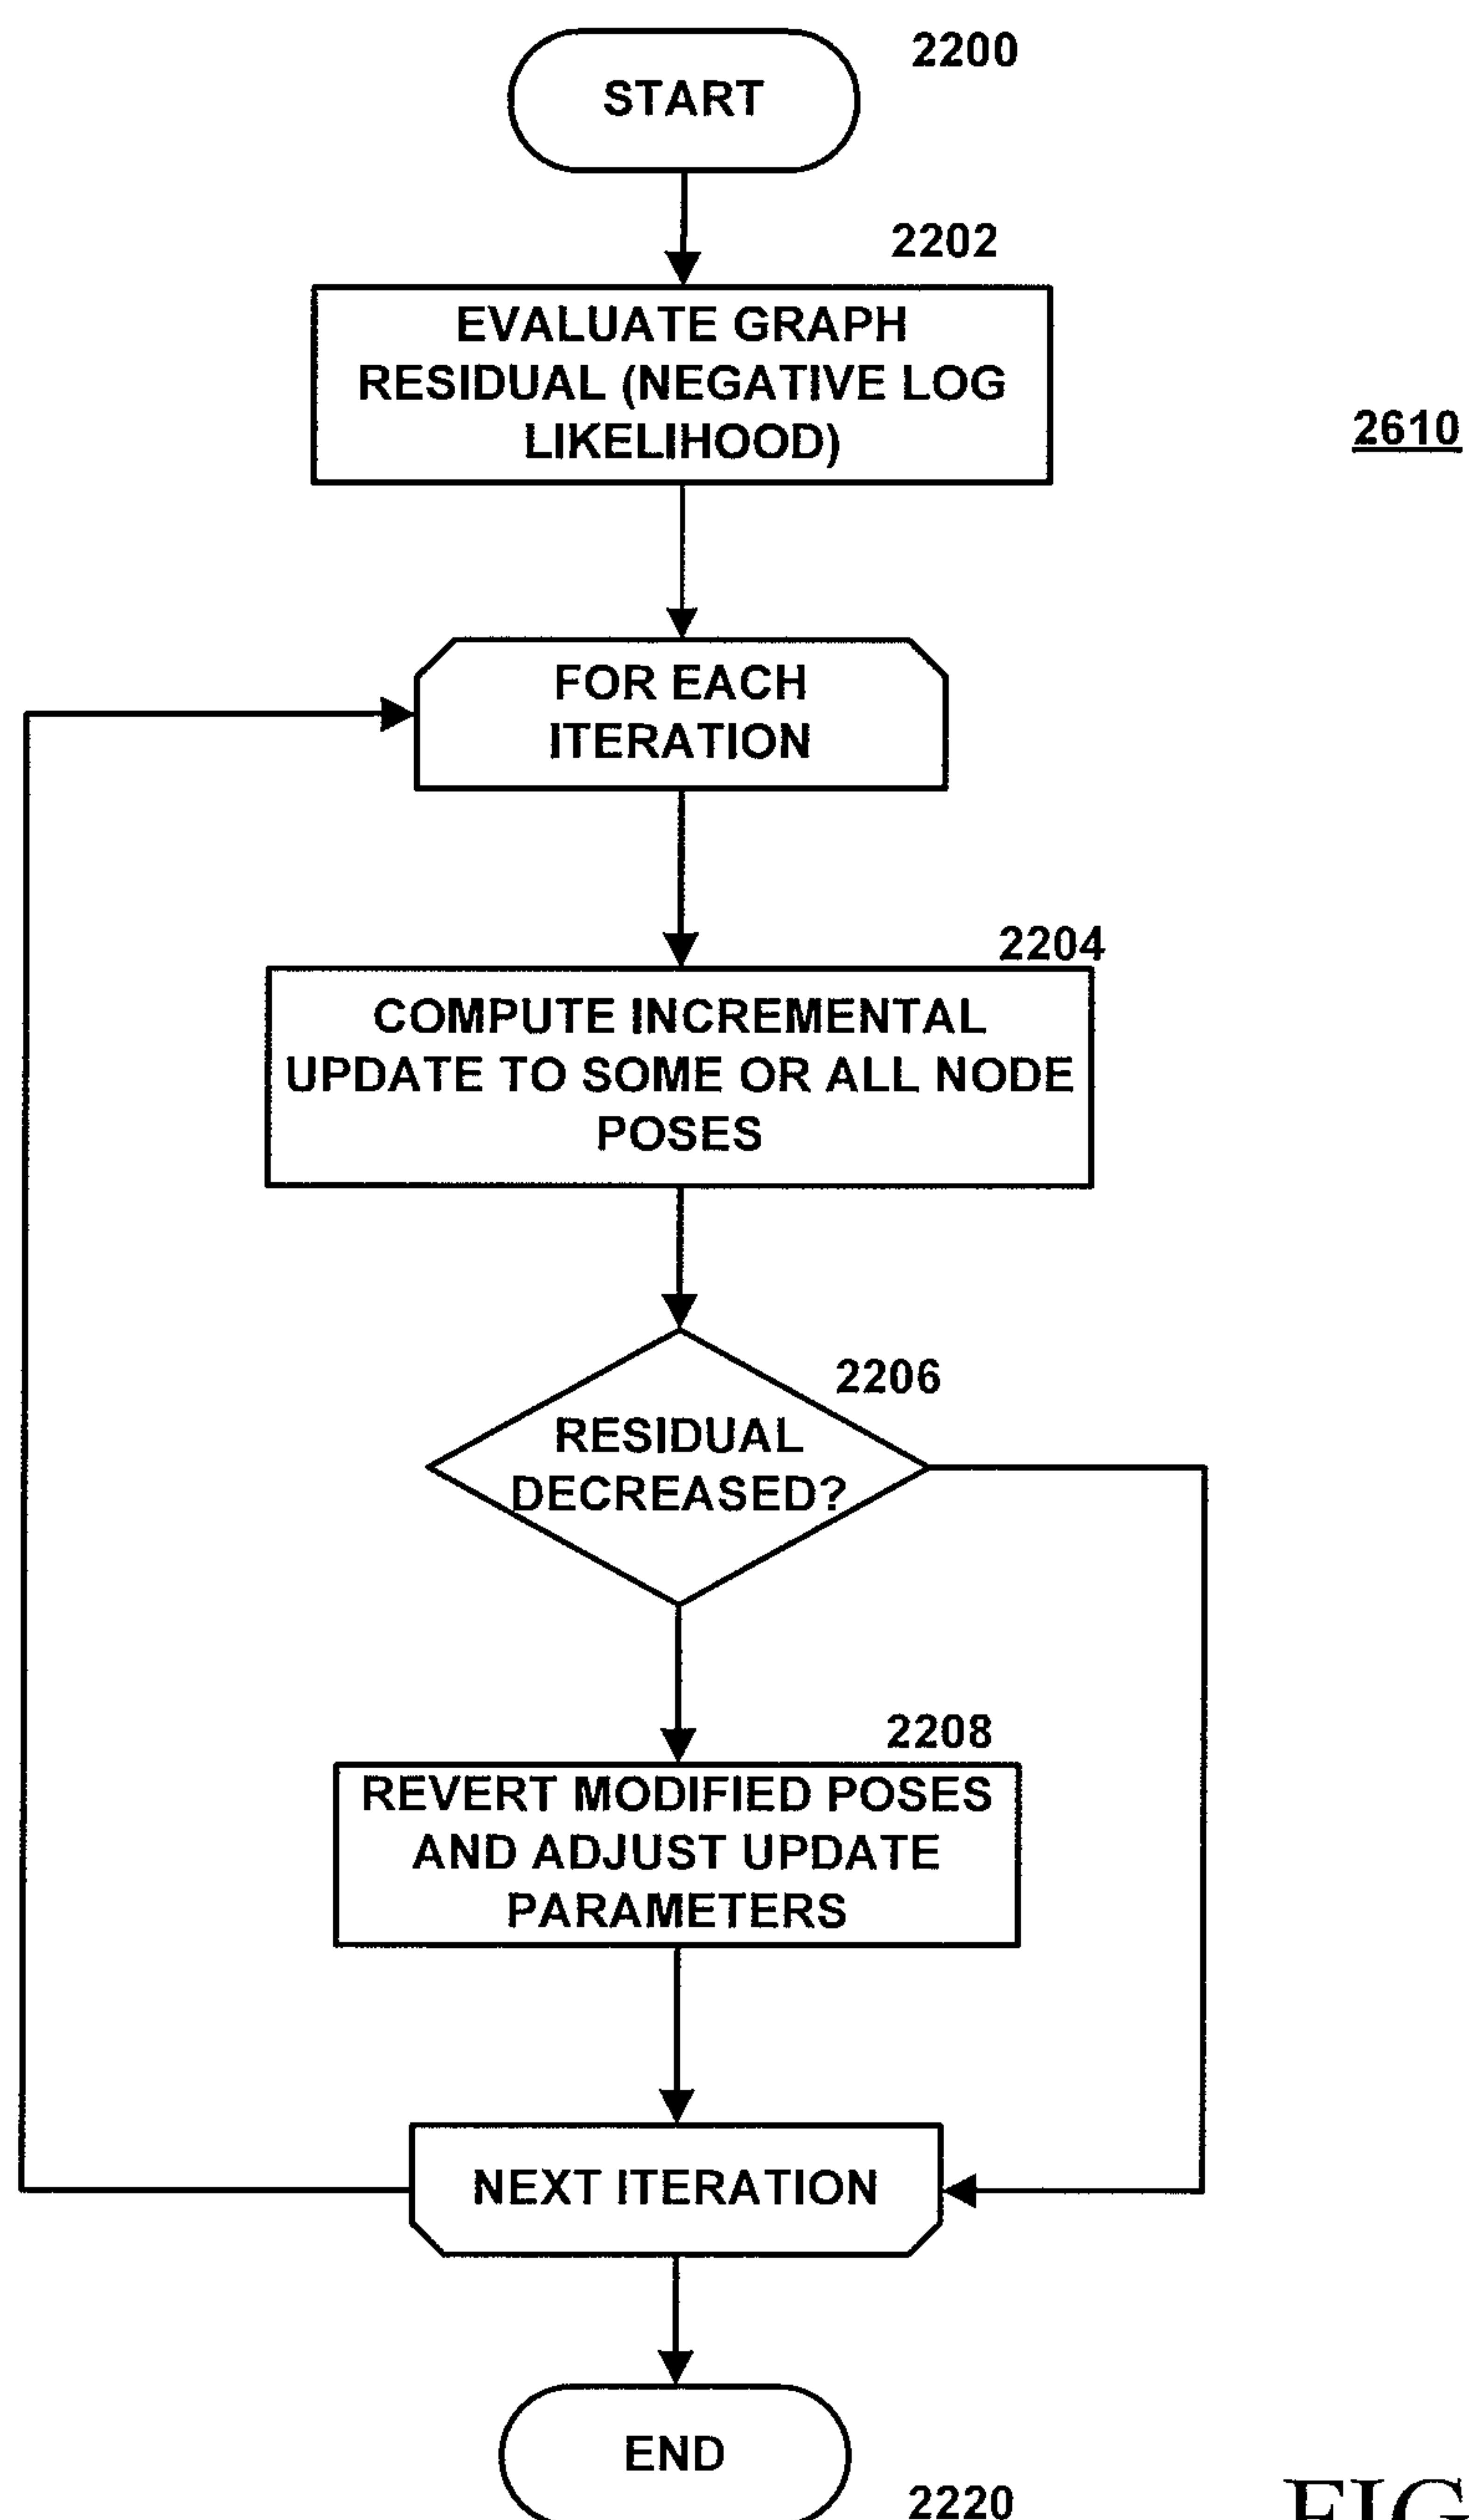 2200
START
2202
EVALUATE GRAPH
RESIDUAL (NEGATIVE LOG
LIKELIHOOD)
2610
FOR EACH
ITERATION
2204
COMPUTE INCREMENTAL
UPDATE TO SOME OR ALL NODE
POSES
2206
RESIDUAL
DECREASED?
2208
REVERT MODIFIED POSES
AND ADJUST UPDATE
PARAMETERS
NEXT ITERATION
END
2220
FIG